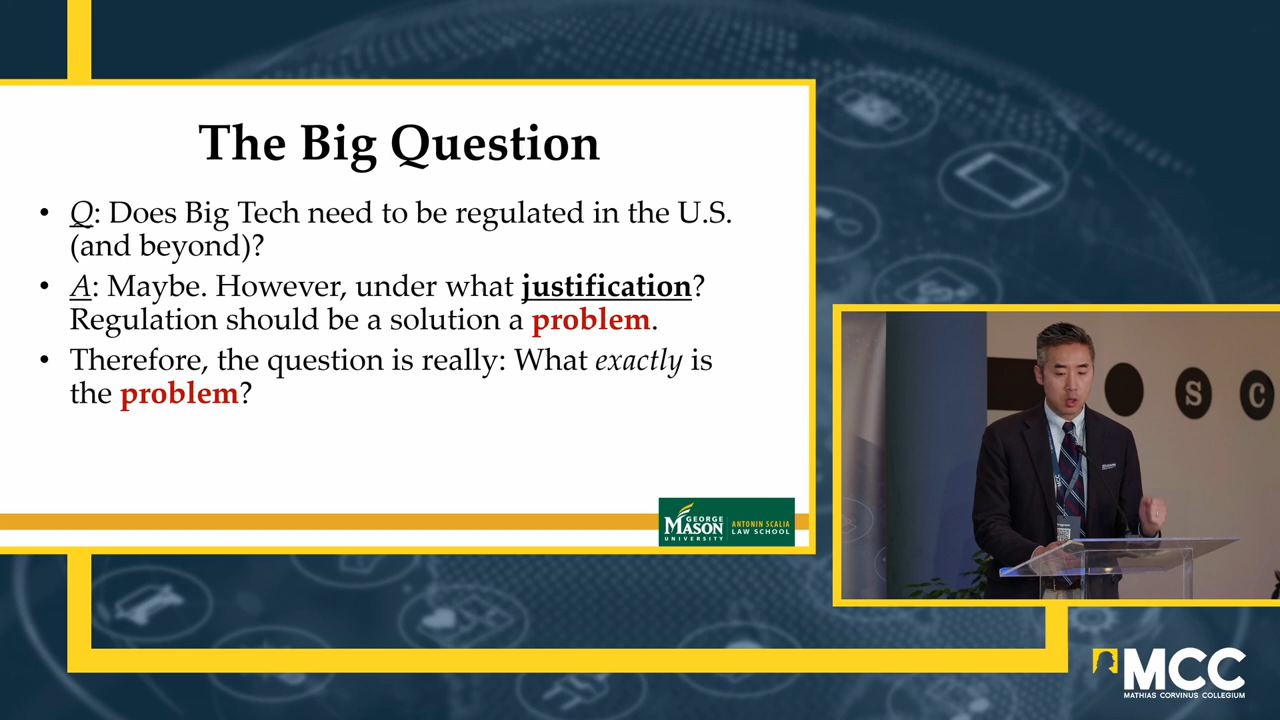 The Big Question
• Q: Does Big Tech need to be regulated in the U.S.
(and beyond)?
• A: Maybe. However, under what justification?
Regulation should be a solution a problem.
• Therefore, the question is really: What exactly is
the problem?
GEORGE
MASON
UNIVERSITY
ANTONIN SCALIA
LAW SCHOOL
S C
MCC
MATHIAS CORVINUS COLLEGIUM